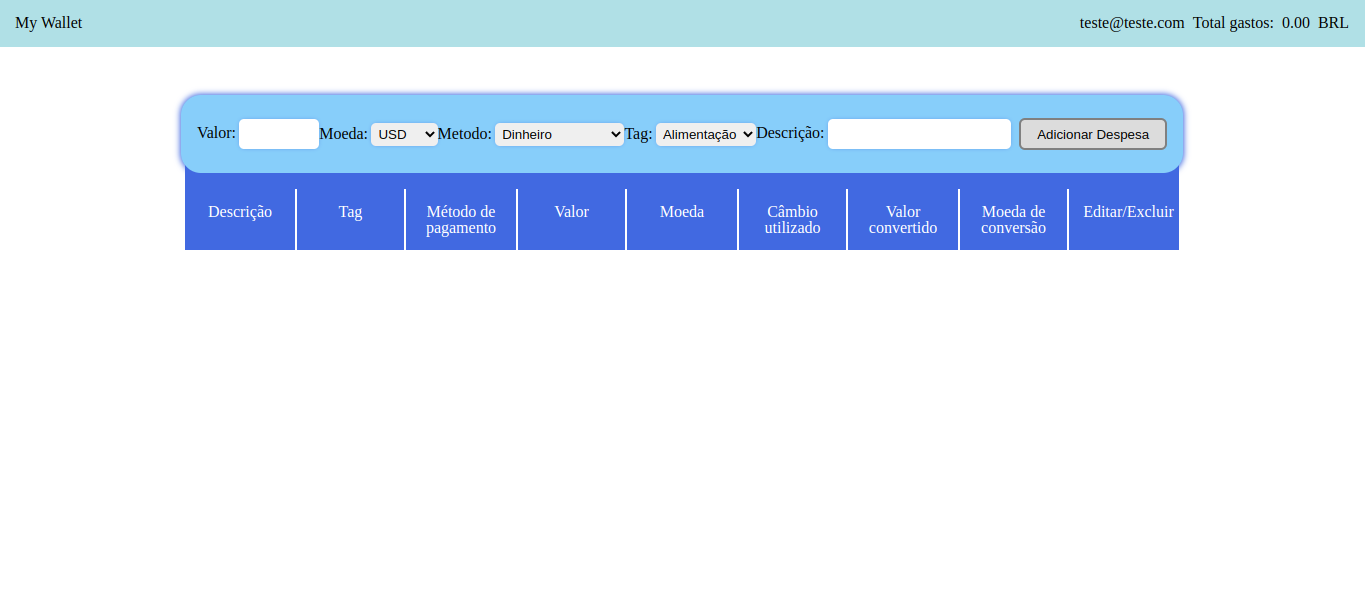 My Wallet teste@teste.com Total gastos: 0.00 BRL
Valor: Moeda: USD Metodo: Dinheiro Tag: Alimentação Descrição: Adicionar Despesa
Descrição Tag Método de pagamento Valor Moeda Câmbio utilizado Valor convertido Moeda de conversão Editar/Excluir